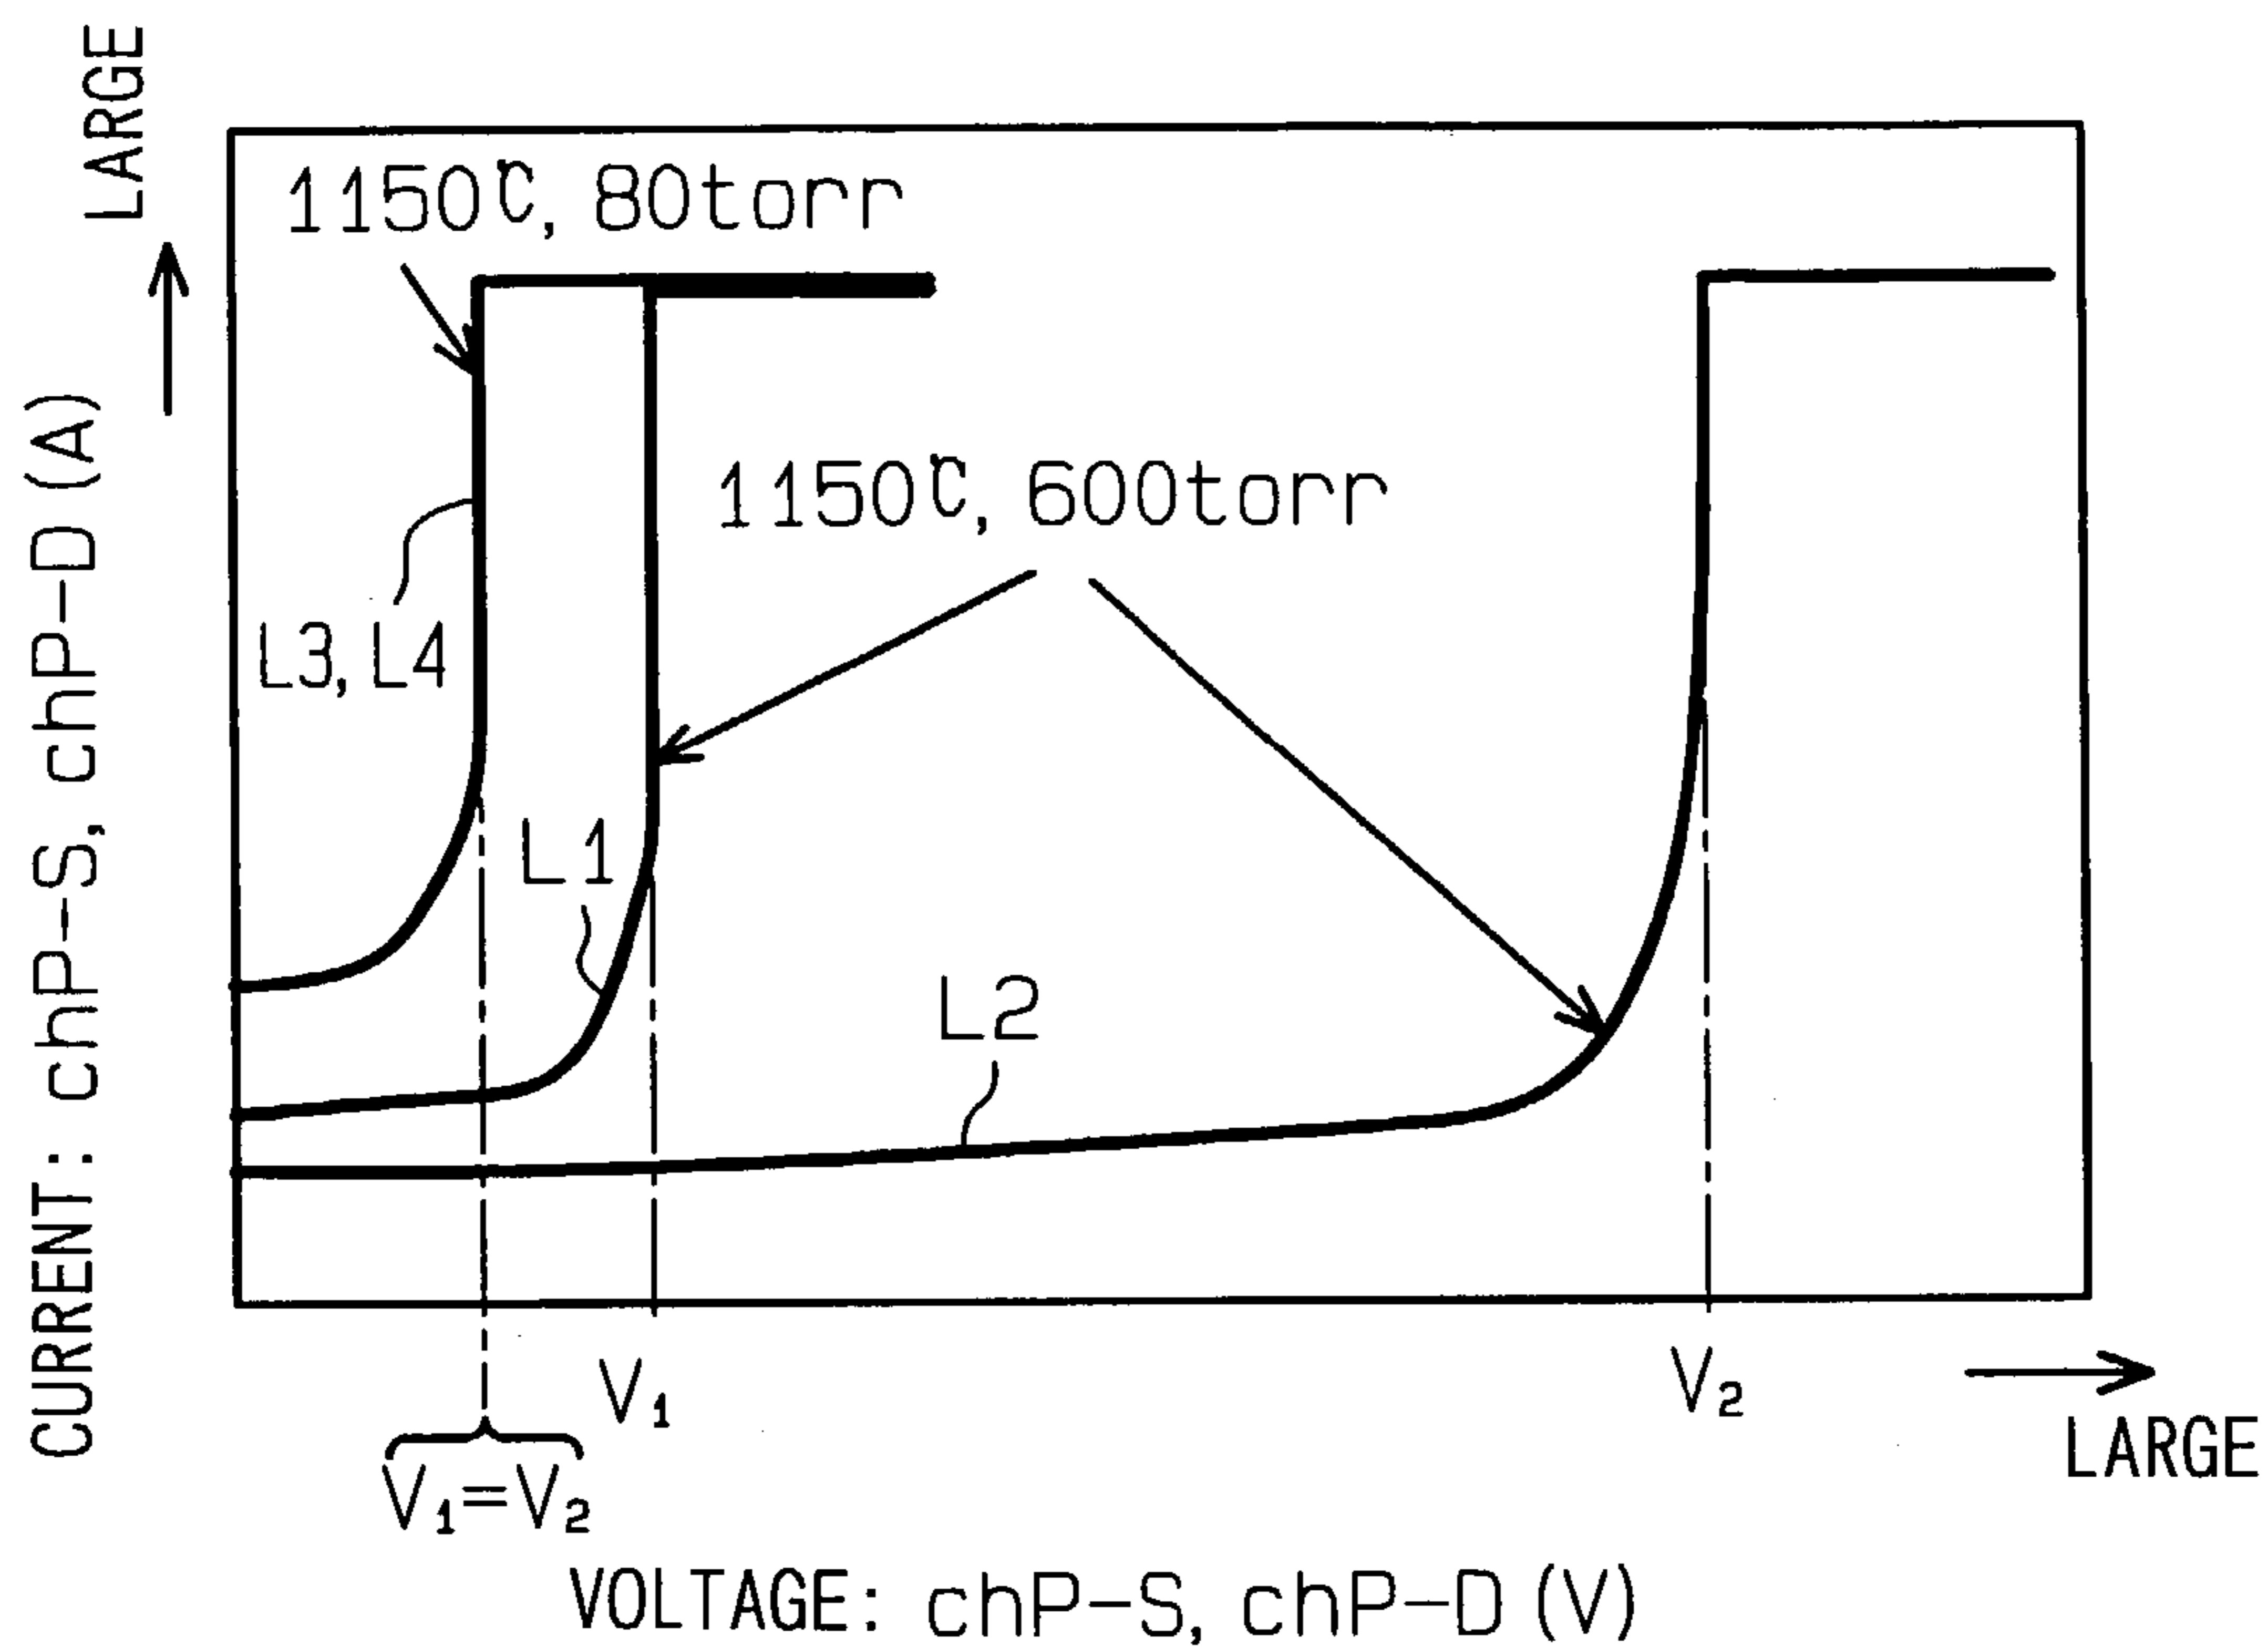 LARGE
1150℃, 80torr
1150℃, 600torr
L3, L4
L1
L2
CURRENT: chP-S, chP-D (A)
V₁
V₂
LARGE
V₁=V₂
VOLTAGE: chP-S, chP-D (V)